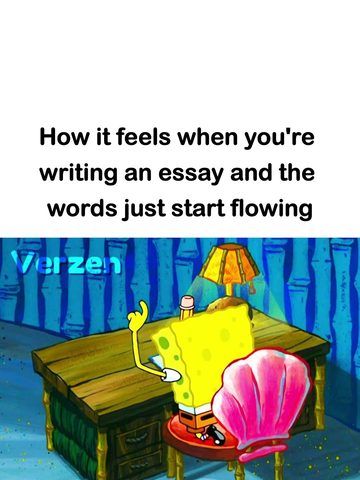 How it feels when you're
writing an essay and the
words just start flowing
Verzen